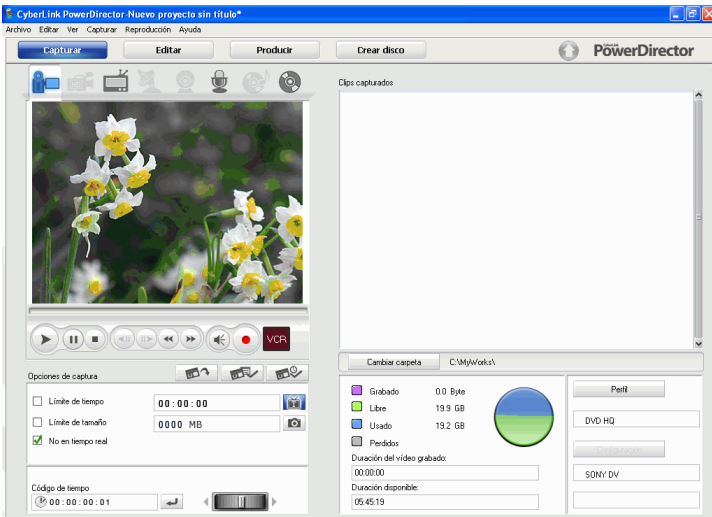 CyberLink PowerDirector-Nuevo proyecto sin título*
Archivo Editar Ver Capturar Reproducción Ayuda
Capturar Editar Producir Crear disco CyberLink PowerDirector
Clips capturados
VCR
Cambiar carpeta C:\MyWorks\
Opciones de captura
Límite de tiempo 00:00:00
Límite de tamaño 0000 MB
No en tiempo real
Código de tiempo
00:00:00:01
Grabado 0.0 Byte
Libre 19.9 GB
Usado 19.2 GB
Perdidos
Duración del vídeo grabado:
00:00:00
Duración disponible:
05:45:19
Perfil
DVD HQ
Configuración
SONY DV